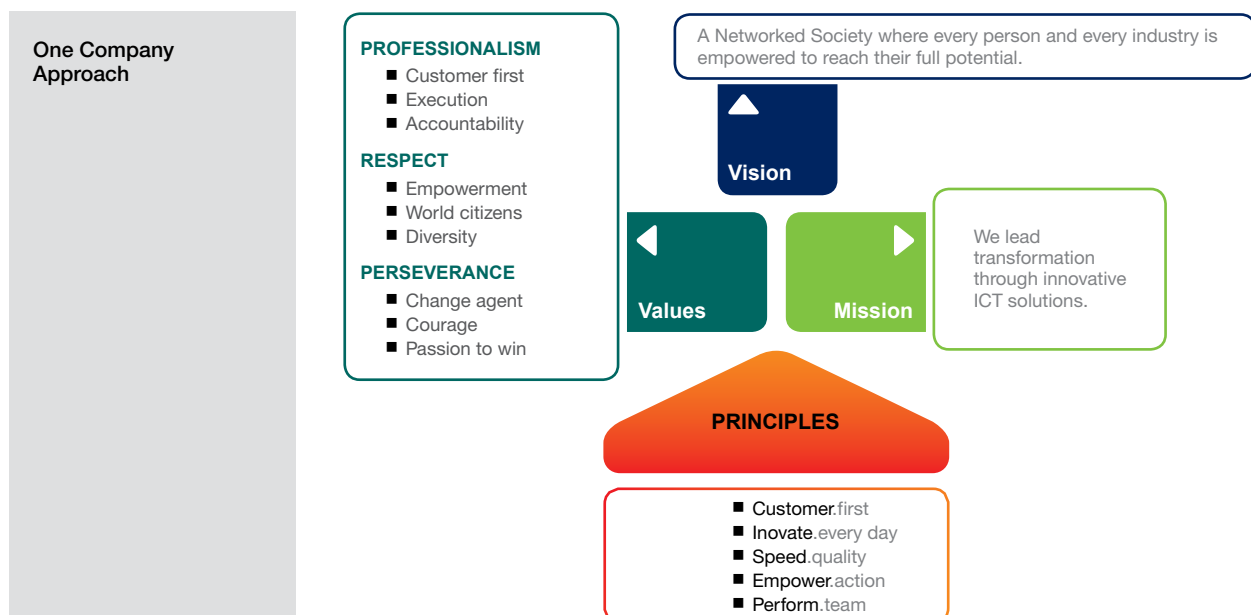 One Company
Approach
PROFESSIONALISM
■ Customer first
■ Execution
■ Accountability
RESPECT
■ Empowerment
■ World citizens
■ Diversity
PERSEVERANCE
■ Change agent
■ Courage
■ Passion to win
A Networked Society where every person and every industry is
empowered to reach their full potential.
Vision
Values
Mission
We lead
transformation
through innovative
ICT solutions.
PRINCIPLES
■ Customer.first
■ Inovate.every day
■ Speed.quality
■ Empower.action
■ Perform.team